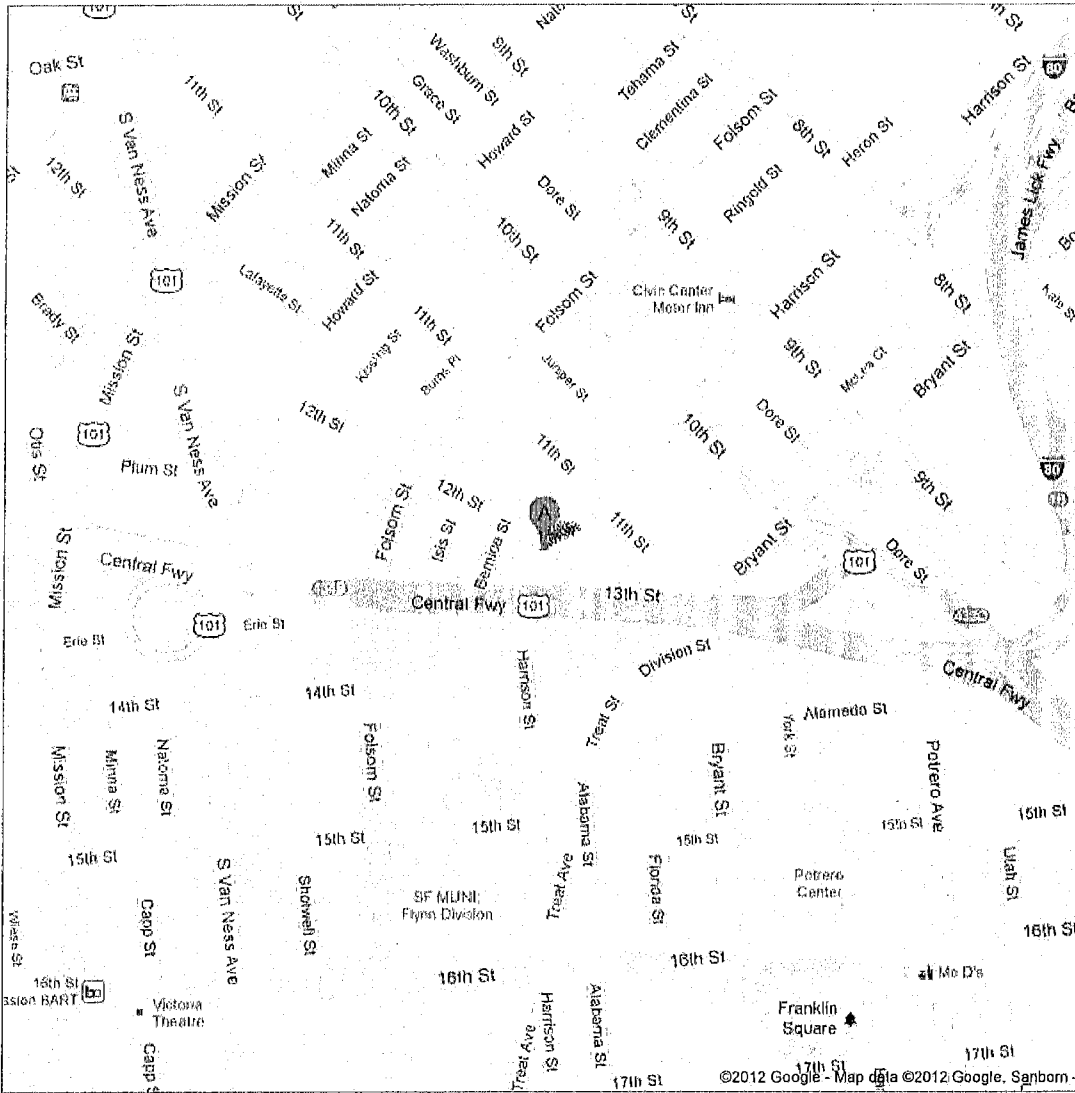 101
Oak St
11th St
S Van Ness Ave
12th St
Mission St
Washburn St
9th St
Grace St
10th St
Minna St
Natoma St
Howard St
Tehama St
Clementina St
Folsom St
8th St
Heron St
Harrison St
80
James Lick Fwy
Dore St
10th St
9th St
Ringold St
11th St
101
Lafayette St
Howard St
Brady St
Mission St
Folsom St
Civic Center
Motor Inn
Harrison St
8th St
Kate St
11th St
Kissling St
Burns Pl
Juniper St
9th St
Bryant St
12th St
S Van Ness Ave
101
Otis St
Plum St
10th St
Dore St
11th St
80
9th St
12th St
Folsom St
Isis St
Bernice St
A
11th St
Bryant St
101
Dore St
Mission St
Central Fwy
Central Fwy
101
13th St
Erie St
101
Erie St
Division St
Central Fwy
14th St
14th St
Harrison St
Treat St
York St
Alameda St
Mission St
Minna St
Natoma St
Folsom St
Bryant St
Potrero Ave
Alabama St
15th St
15th St
15th St
15th St
15th St
15th St
S Van Ness Ave
Shotwell St
SF MUNI:
Flynn Division
Treat Ave
Florida St
Potrero
Center
Utah St
Wiese St
Capp St
16th St
16th St
16th St
16th St
ssion BART
Victoria
Theatre
Mc D's
Franklin
Square
Capp S
Treat Ave
Harrison St
Alabama St
17th St
17th St
17th St
©2012 Google - Map data ©2012 Google, Sanborn -